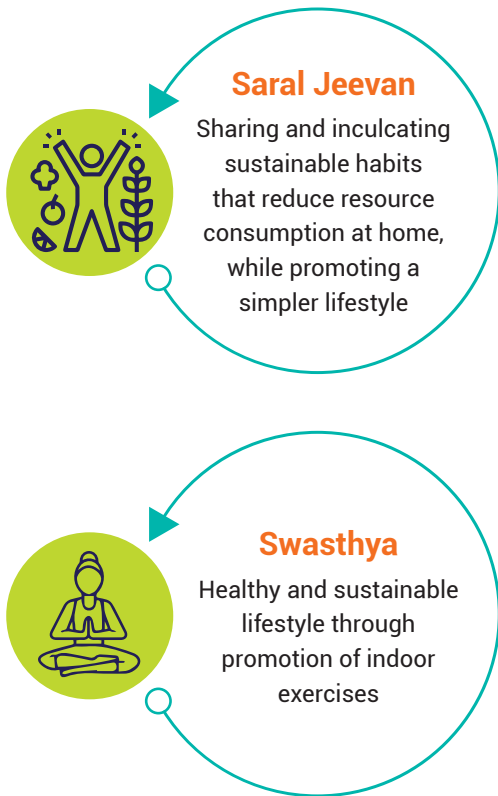 Saral Jeevan
Sharing and inculcating
sustainable habits
that reduce resource
consumption at home,
while promoting a
simpler lifestyle
Swasthya
Healthy and sustainable
lifestyle through
promotion of indoor
exercises